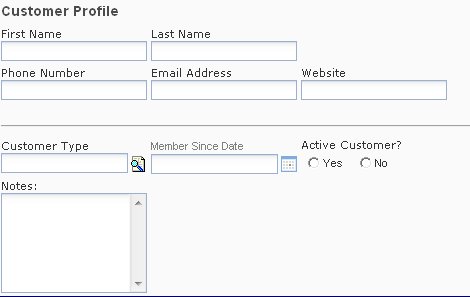 Customer Profile
First Name Last Name
Phone Number Email Address Website
Customer Type Member Since Date Active Customer?
Yes No
Notes: